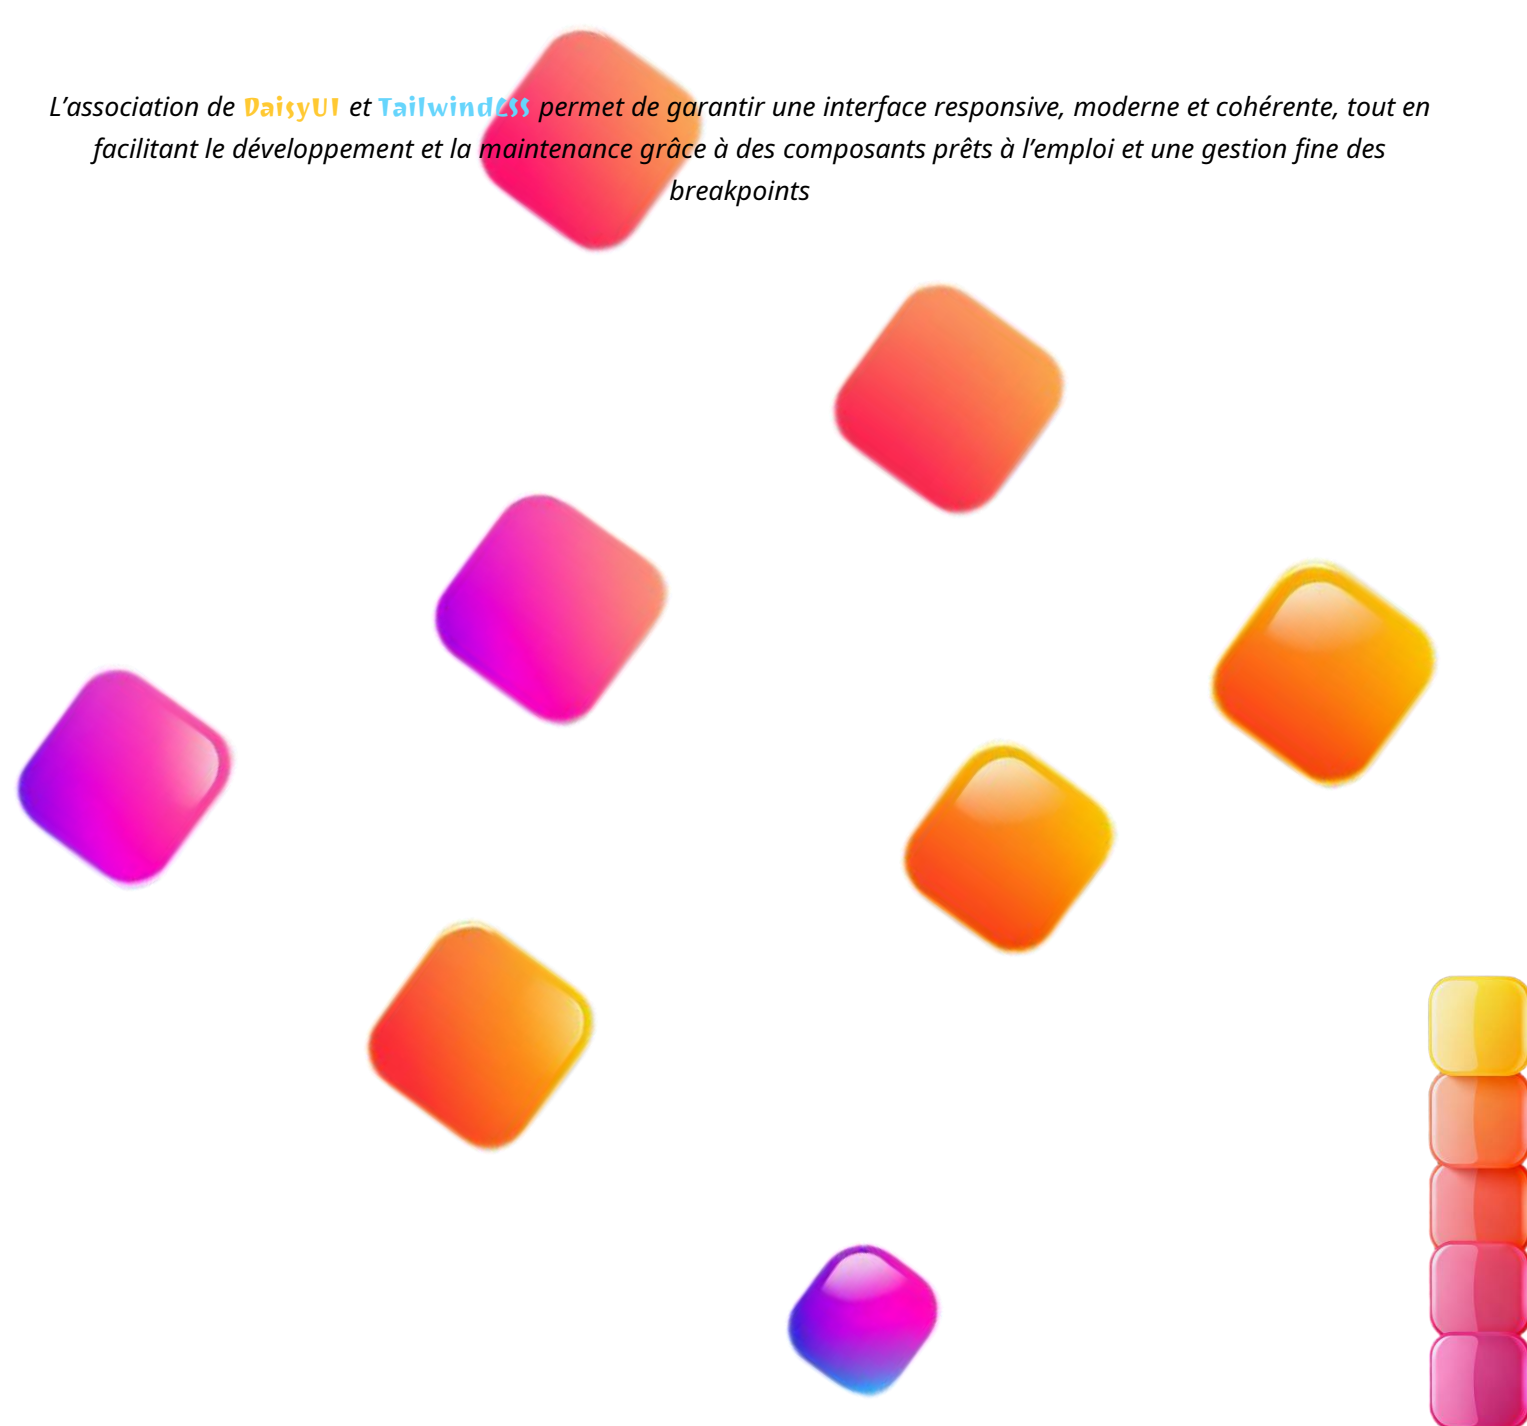 L’association de DaisyUI et TailwindCSS permet de garantir une interface responsive, moderne et cohérente, tout en
facilitant le développement et la maintenance grâce à des composants prêts à l’emploi et une gestion fine des
breakpoints